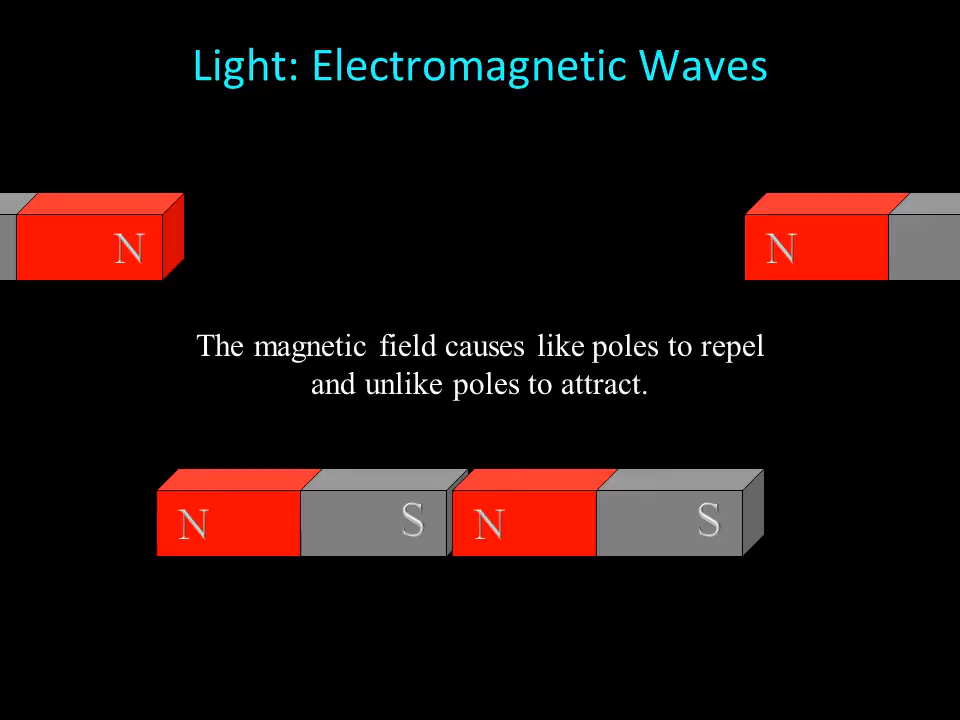 Light: Electromagnetic Waves
N N
The magnetic field causes like poles to repel
and unlike poles to attract.
N S N S